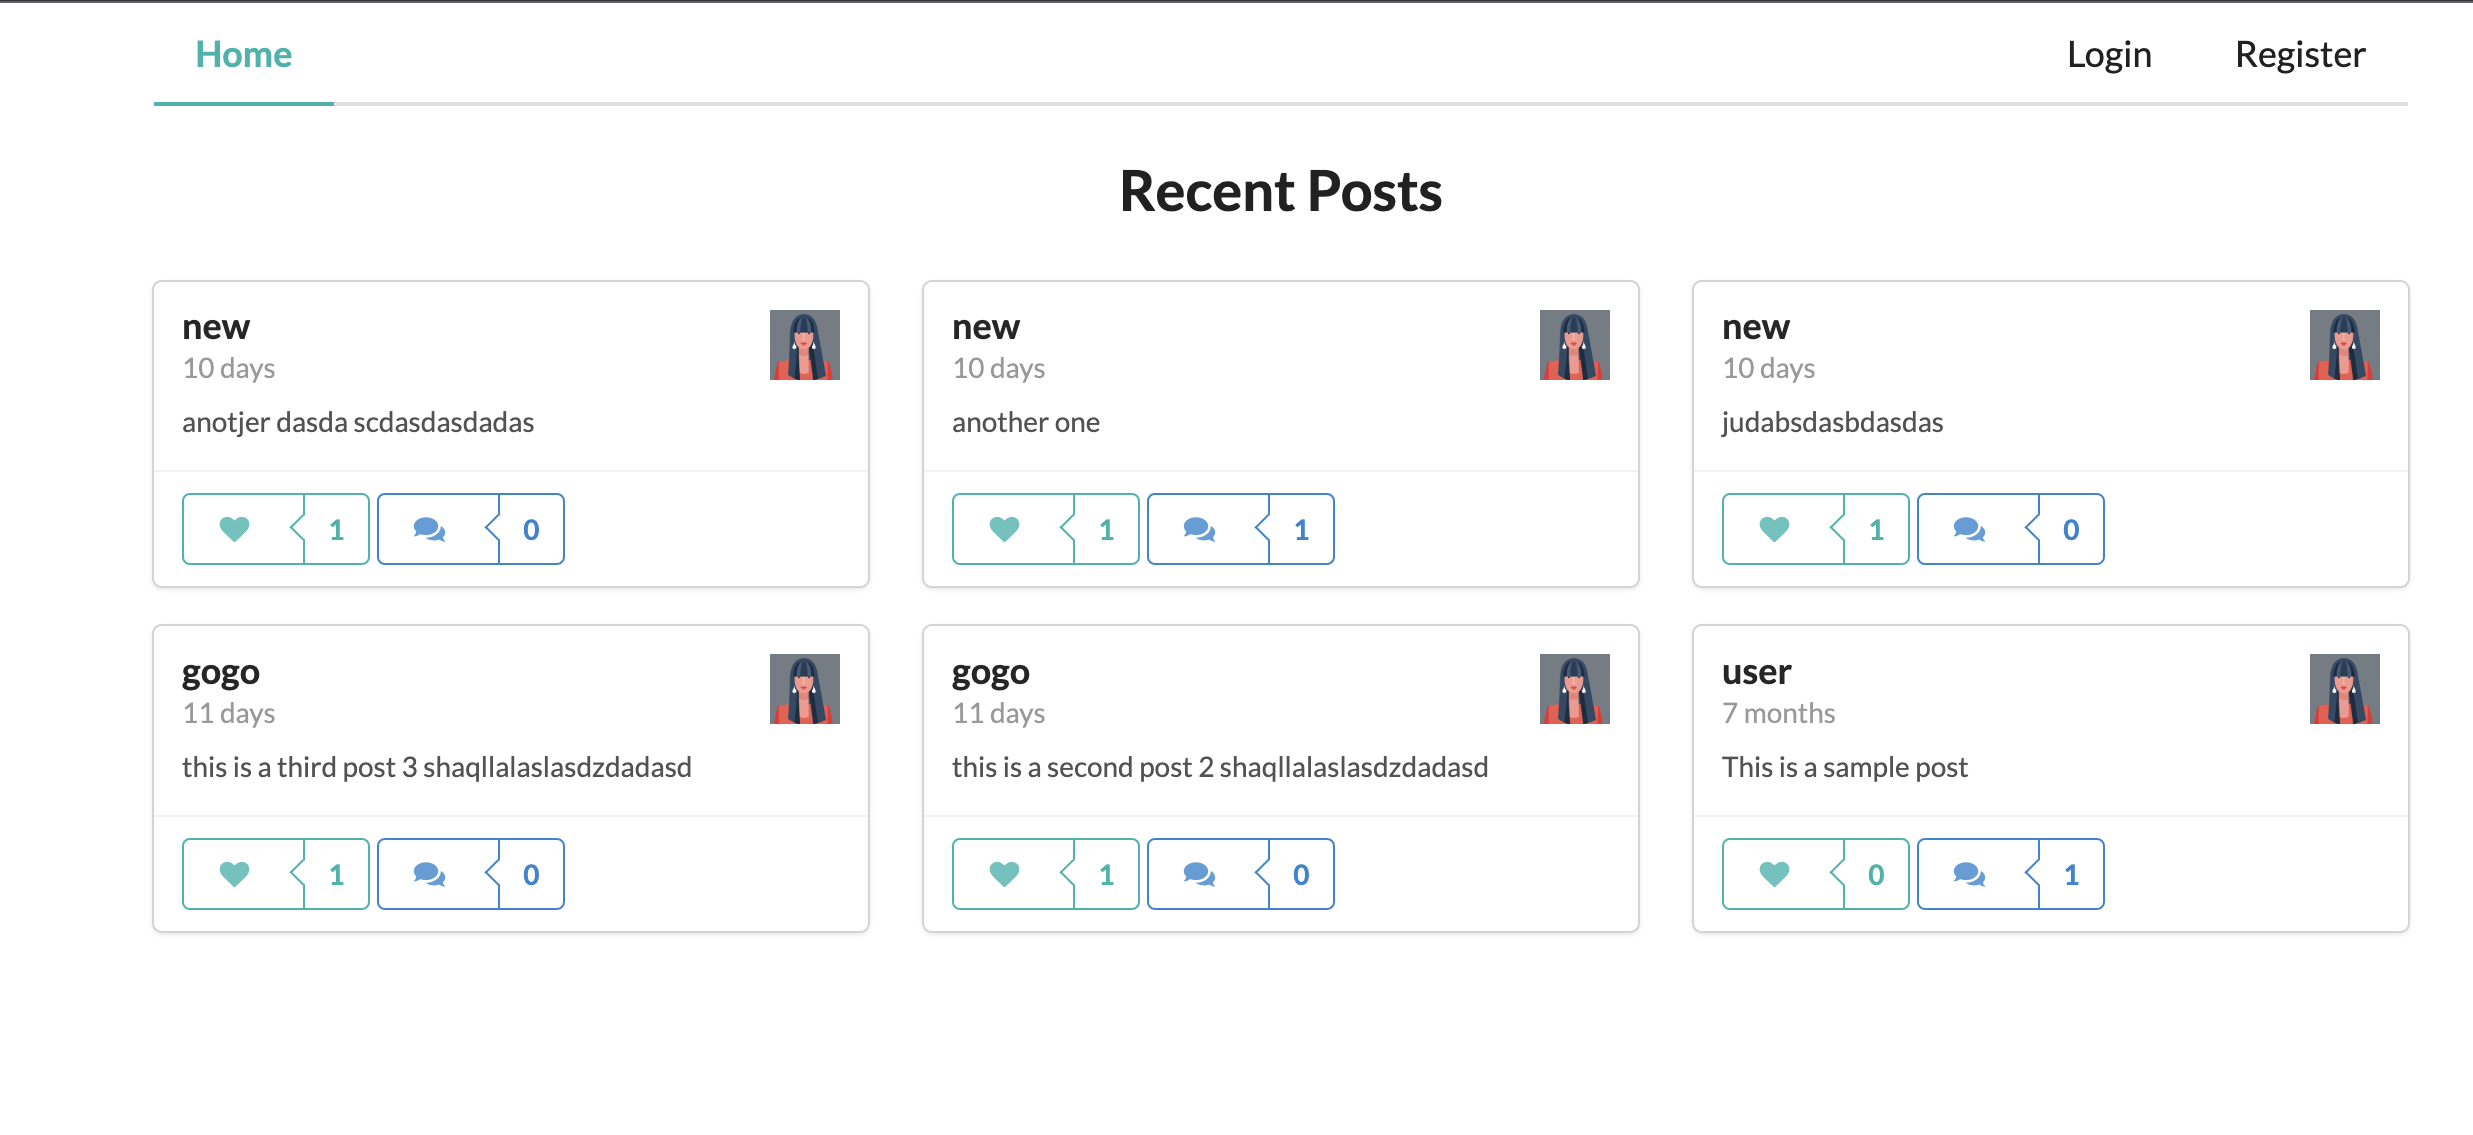 Home Login Register
Recent Posts
new
10 days
anotjer dasda scdasdasdadas
1 0
new
10 days
another one
1 1
new
10 days
judabsdasbdasdas
1 0
gogo
11 days
this is a third post 3 shaqllalaslasdzdadasd
1 0
gogo
11 days
this is a second post 2 shaqllalaslasdzdadasd
1 0
user
7 months
This is a sample post
0 1